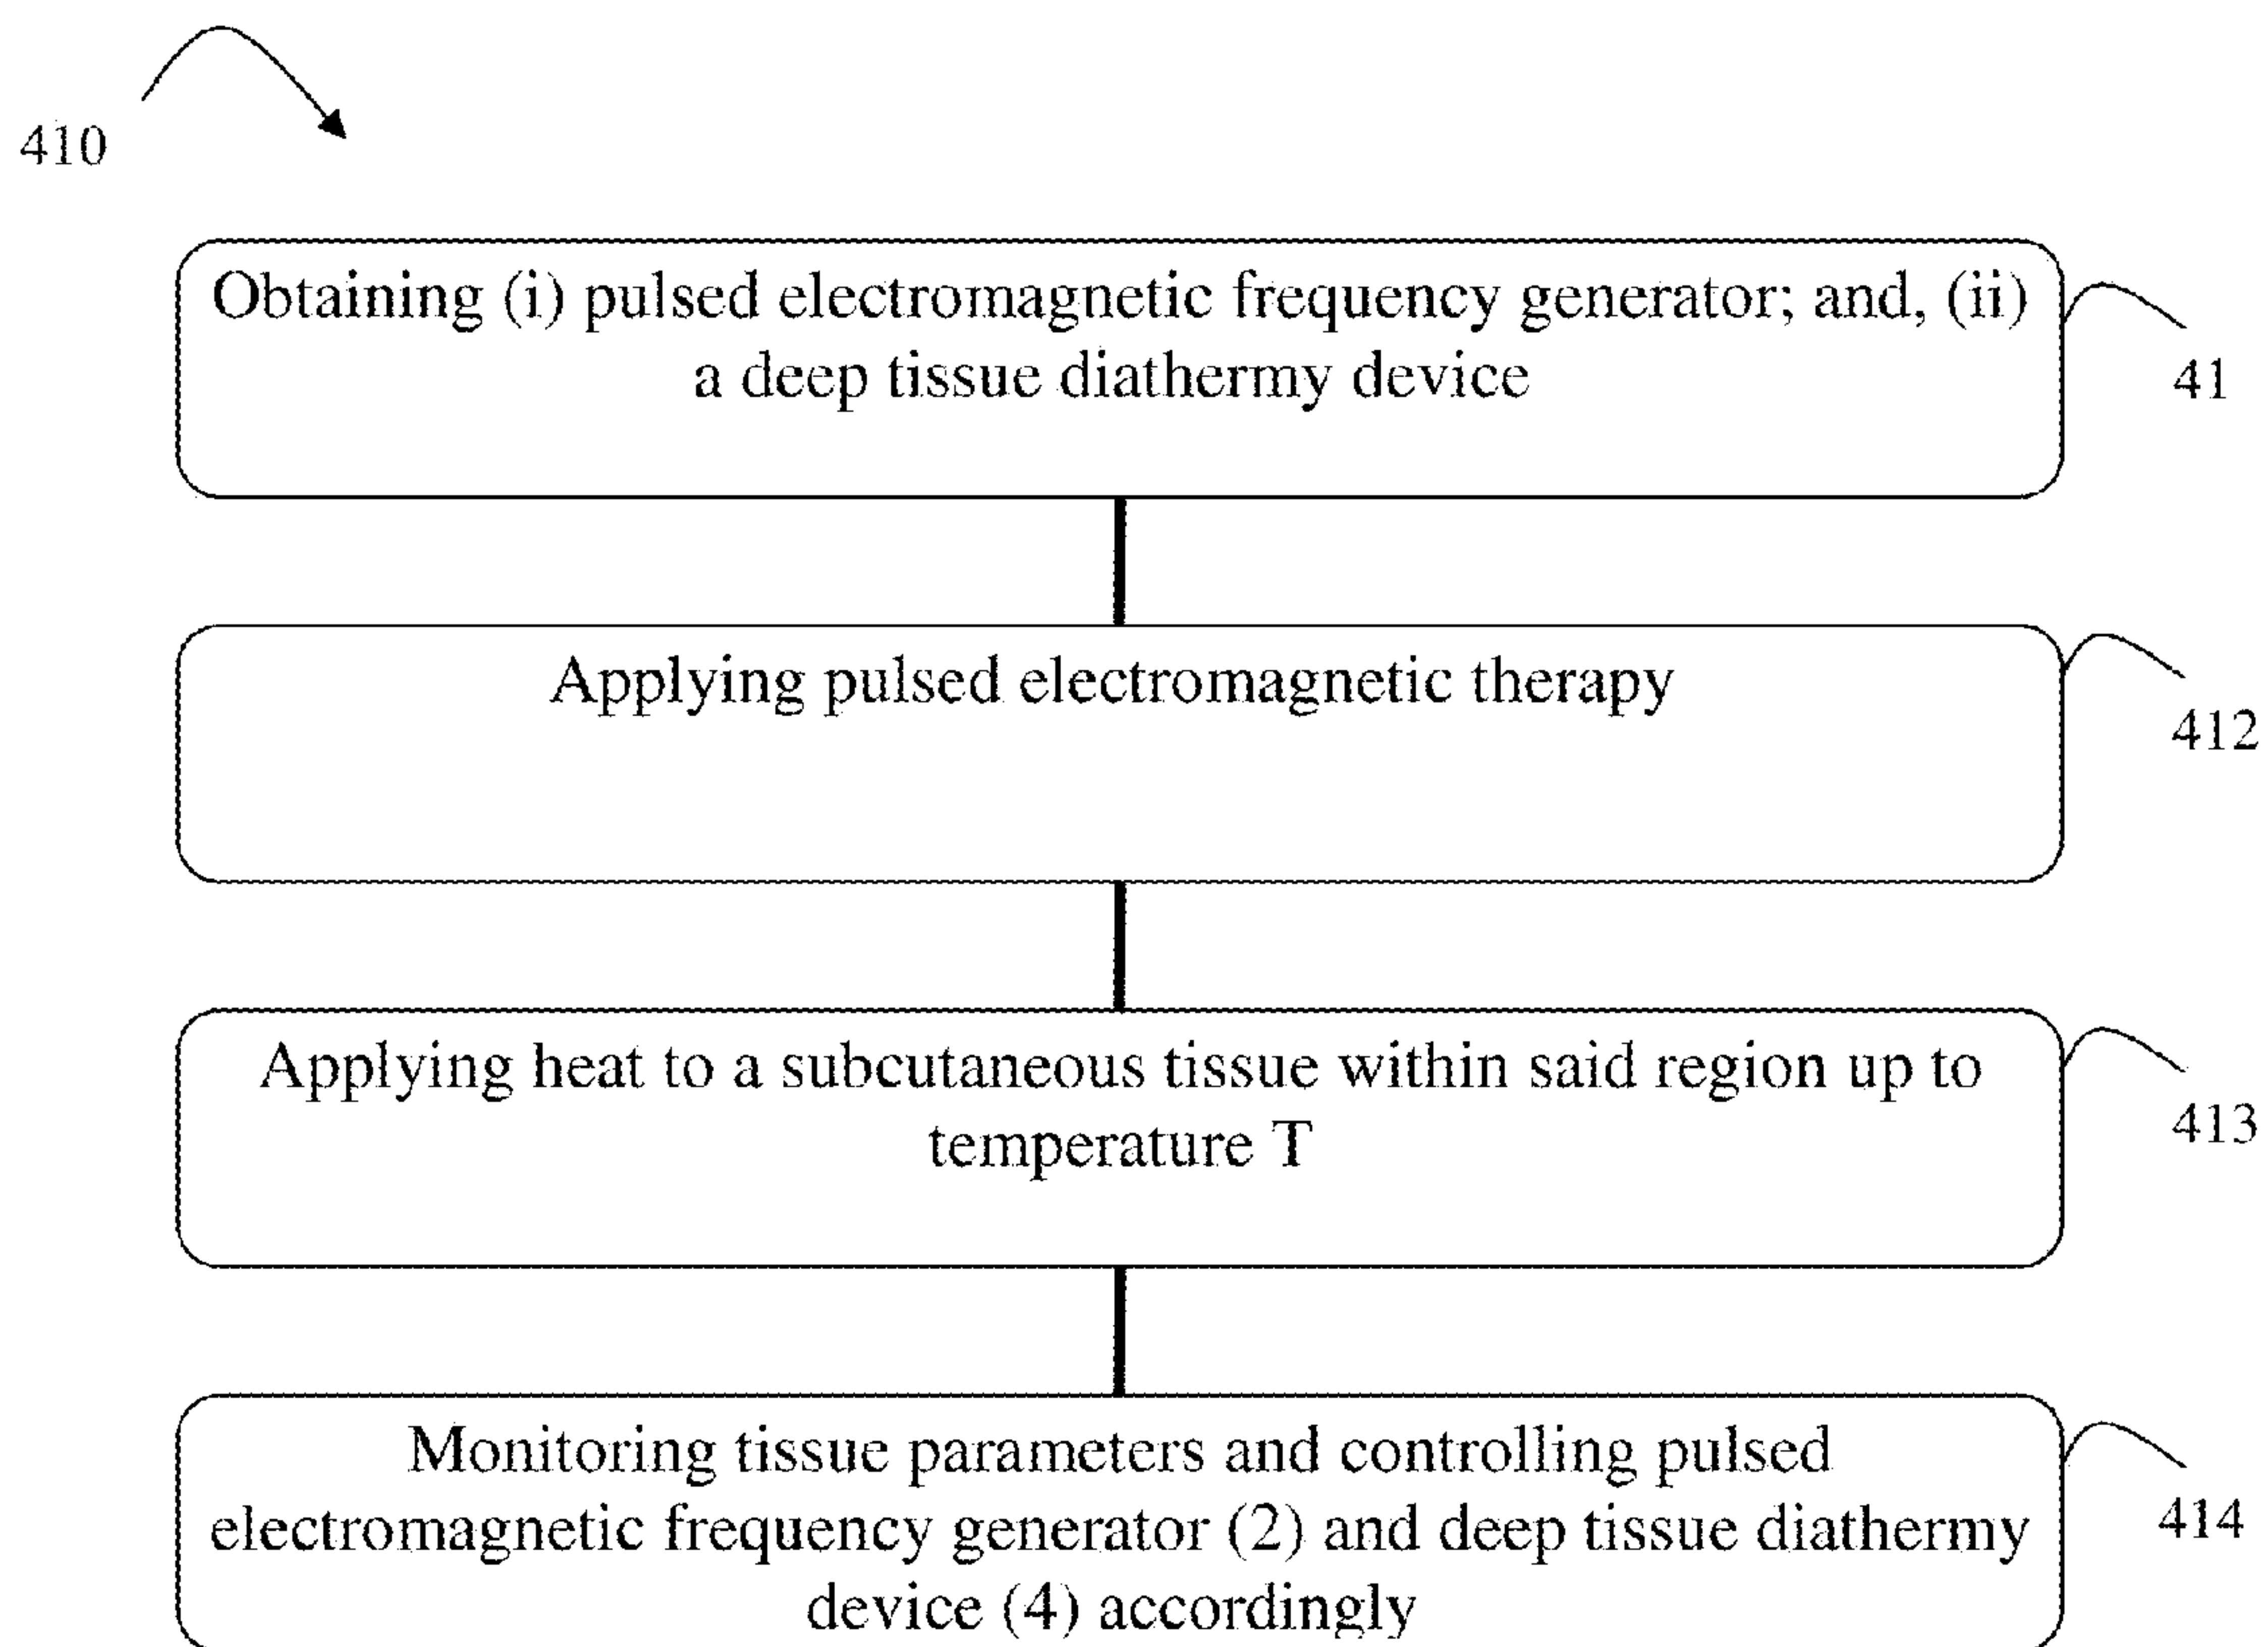 410
Obtaining (i) pulsed electromagnetic frequency generator; and, (ii)
a deep tissue diathermy device
41
Applying pulsed electromagnetic therapy
412
Applying heat to a subcutaneous tissue within said region up to
temperature T
413
Monitoring tissue parameters and controlling pulsed
electromagnetic frequency generator (2) and deep tissue diathermy
device (4) accordingly
414